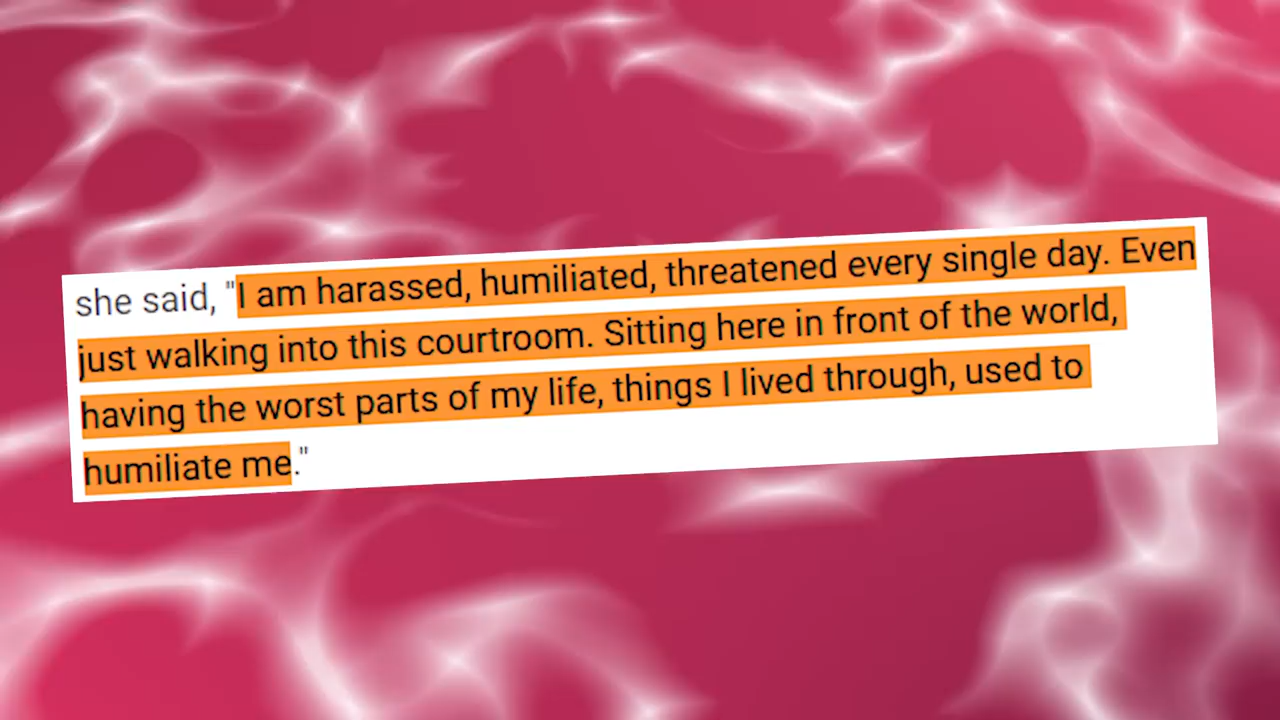 she said, "I am harassed, humiliated, threatened every single day. Even
just walking into this courtroom. Sitting here in front of the world,
having the worst parts of my life, things I lived through, used to
humiliate me."